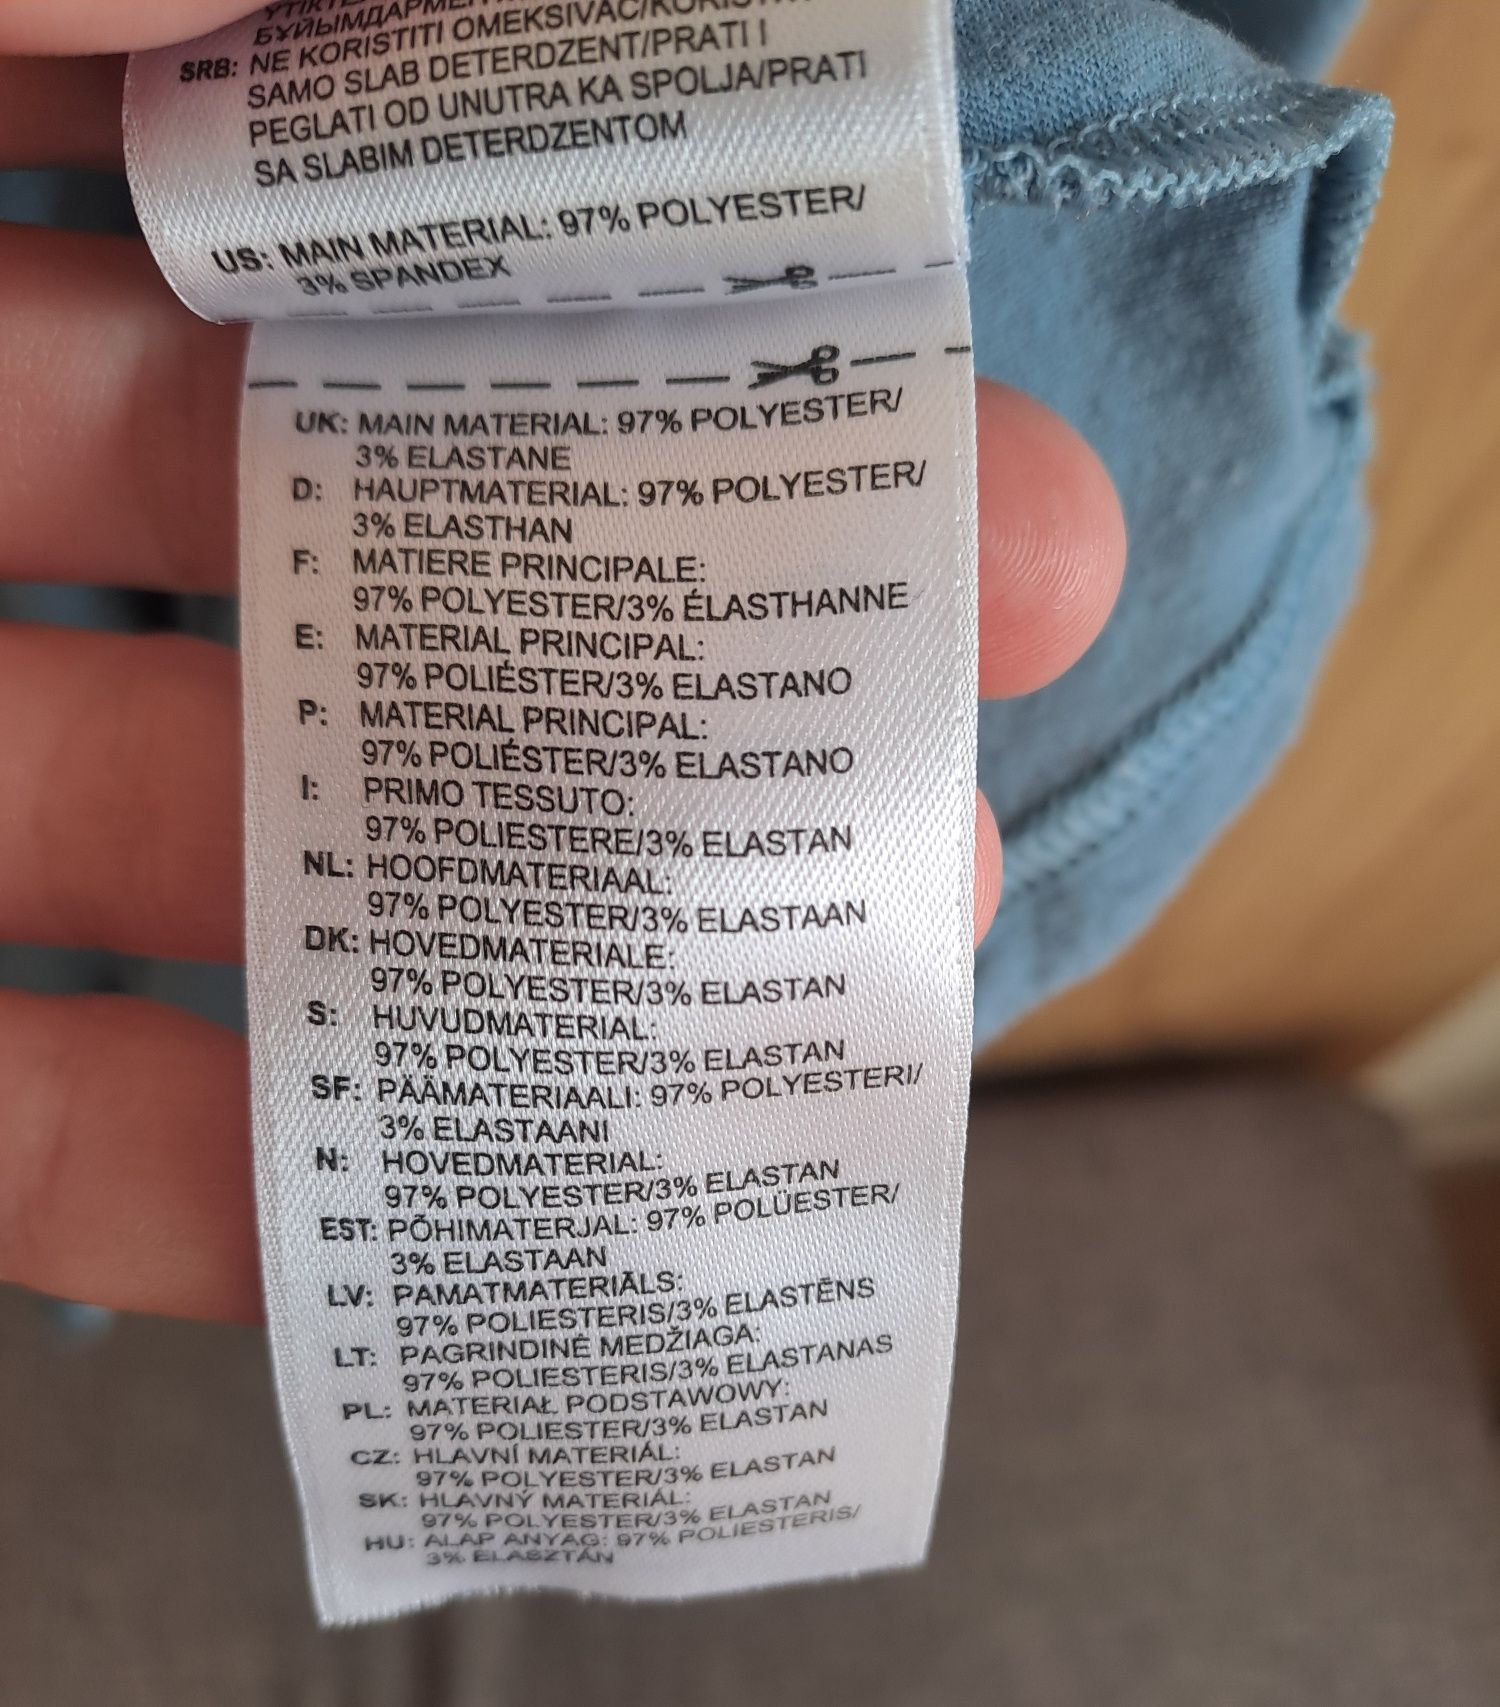 БҰЙЫМДАРМЕН
SRB: NE KORISTITI OMEKSIVAČ/
SAMO SLAB DETERDZENT/PRATI I
PEGLATI OD UNUTRA KA SPOLJA/PRATI
SA SLABIM DETERDZENTOM
US: MAIN MATERIAL: 97% POLYESTER/
3% SPANDEX
UK: MAIN MATERIAL: 97% POLYESTER/
3% ELASTANE
D: HAUPTMATERIAL: 97% POLYESTER/
3% ELASTHAN
F: MATIERE PRINCIPALE:
97% POLYESTER/3% ÉLASTHANNE
E: MATERIAL PRINCIPAL:
97% POLIÉSTER/3% ELASTANO
P: MATERIAL PRINCIPAL:
97% POLIÉSTER/3% ELASTANO
I: PRIMO TESSUTO:
97% POLIESTERE/3% ELASTAN
NL: HOOFDMATERIAAL:
97% POLYESTER/3% ELASTAAN
DK: HOVEDMATERIALE:
97% POLYESTER/3% ELASTAN
S: HUVUDMATERIAL:
97% POLYESTER/3% ELASTAN
SF: PÄÄMATERIAALI: 97% POLYESTERI/
3% ELASTAANI
N: HOVEDMATERIAL:
97% POLYESTER/3% ELASTAN
EST: PÕHIMATERJAL: 97% POLÜESTER/
3% ELASTAAN
LV: PAMATMATERIĀLS:
97% POLIESTERIS/3% ELASTĒNS
LT: PAGRINDINĖ MEDŽIAGA:
97% POLIESTERIS/3% ELASTANAS
PL: MATERIAŁ PODSTAWOWY:
97% POLIESTER/3% ELASTAN
CZ: HLAVNÍ MATERIÁL:
97% POLYESTER/3% ELASTAN
SK: HLAVNÝ MATERIÁL:
97% POLYESTER/3% ELASTAN
HU: ALAP ANYAG: 97% POLIESTERIS/
3% ELASZTÁN